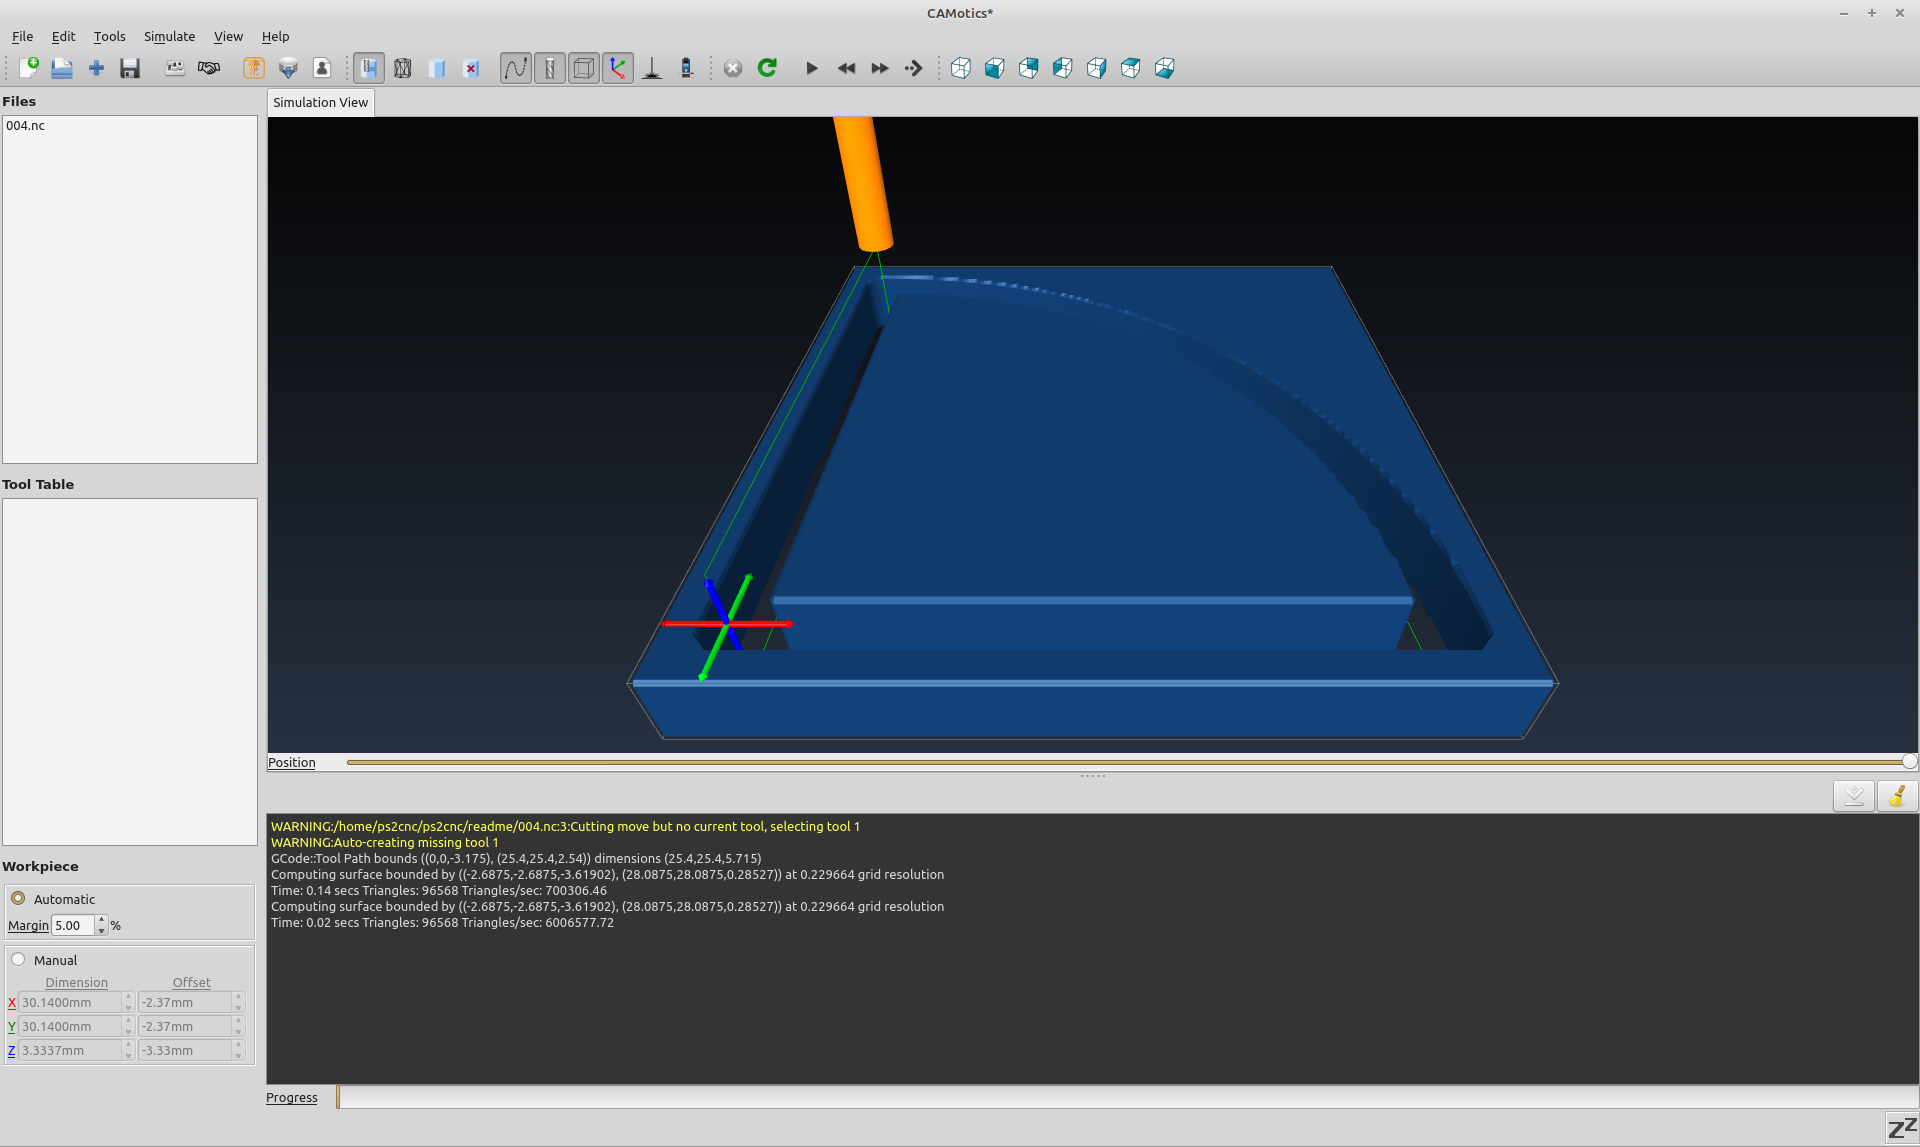 CAMotics*
File Edit Tools Simulate View Help
Files
004.nc
Tool Table
Workpiece
Automatic
Margin 5.00 %
Manual
Dimension Offset
X 30.1400mm -2.37mm
Y 30.1400mm -2.37mm
Z 3.3337mm -3.33mm
Simulation View
Position
WARNING:/home/ps2cnc/ps2cnc/readme/004.nc:3:Cutting move but no current tool, selecting tool 1
WARNING:Auto-creating missing tool 1
GCode::Tool Path bounds ((0,0,-3.175), (25.4,25.4,2.54)) dimensions (25.4,25.4,5.715)
Computing surface bounded by ((-2.6875,-2.6875,-3.61902), (28.0875,28.0875,0.28527)) at 0.229664 grid resolution
Time: 0.14 secs Triangles: 96568 Triangles/sec: 700306.46
Computing surface bounded by ((-2.6875,-2.6875,-3.61902), (28.0875,28.0875,0.28527)) at 0.229664 grid resolution
Time: 0.02 secs Triangles: 96568 Triangles/sec: 6006577.72
Progress
zz